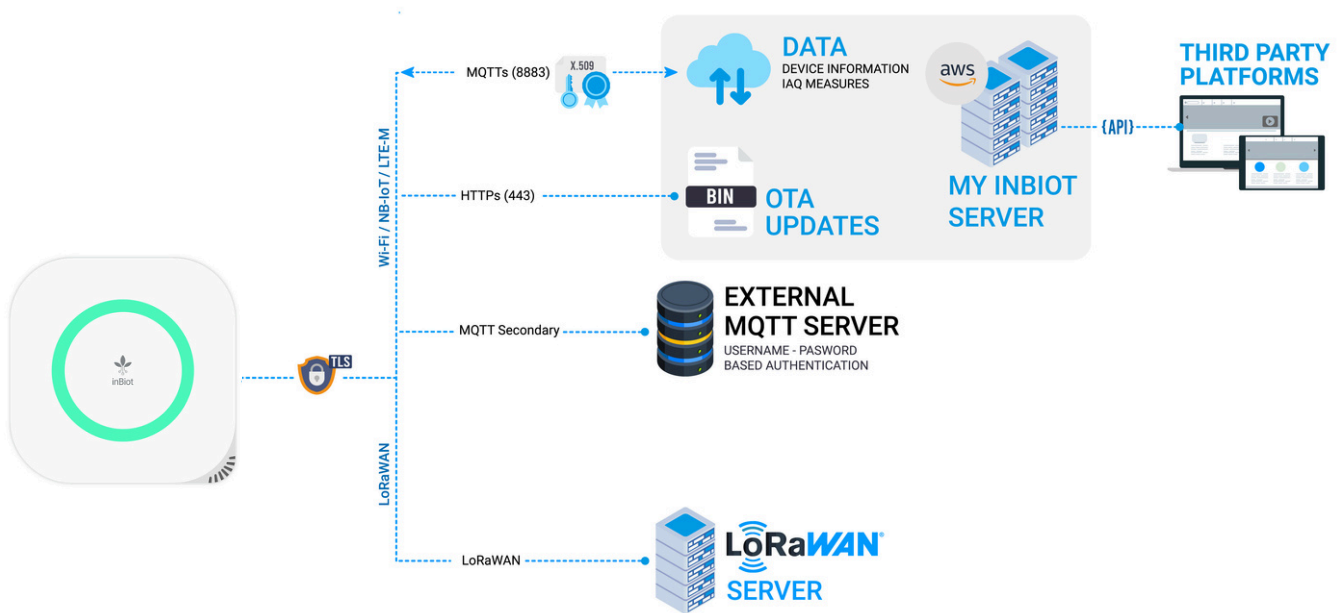 MQTTs (8883)
X.509
DATA
DEVICE INFORMATION
IAQ MEASURES
aws
THIRD PARTY
PLATFORMS
{API}
HTTPs (443)
BIN
OTA
UPDATES
MY INBIOT
SERVER
Wi-Fi / NB-IoT / LTE-M
inBiot
TLS
MQTT Secondary
EXTERNAL
MQTT SERVER
USERNAME - PASWORD
BASED AUTHENTICATION
LoRaWAN
LoRaWAN
LoRaWAN®
SERVER